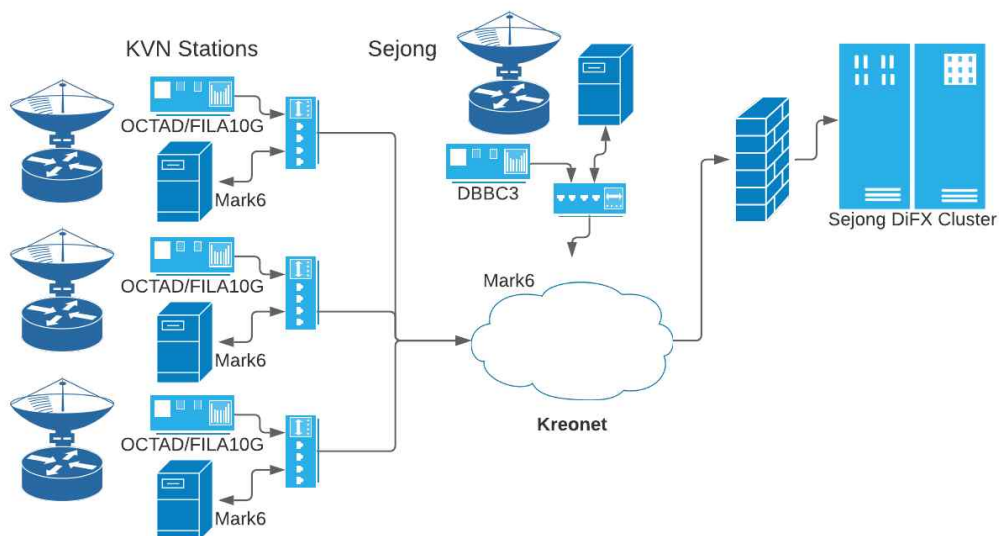 KVN Stations
Sejong
OCTAD/FILA10G
Mark6
DBBC3
Sejong DiFX Cluster
OCTAD/FILA10G
Mark6
Mark6
Kreonet
OCTAD/FILA10G
Mark6